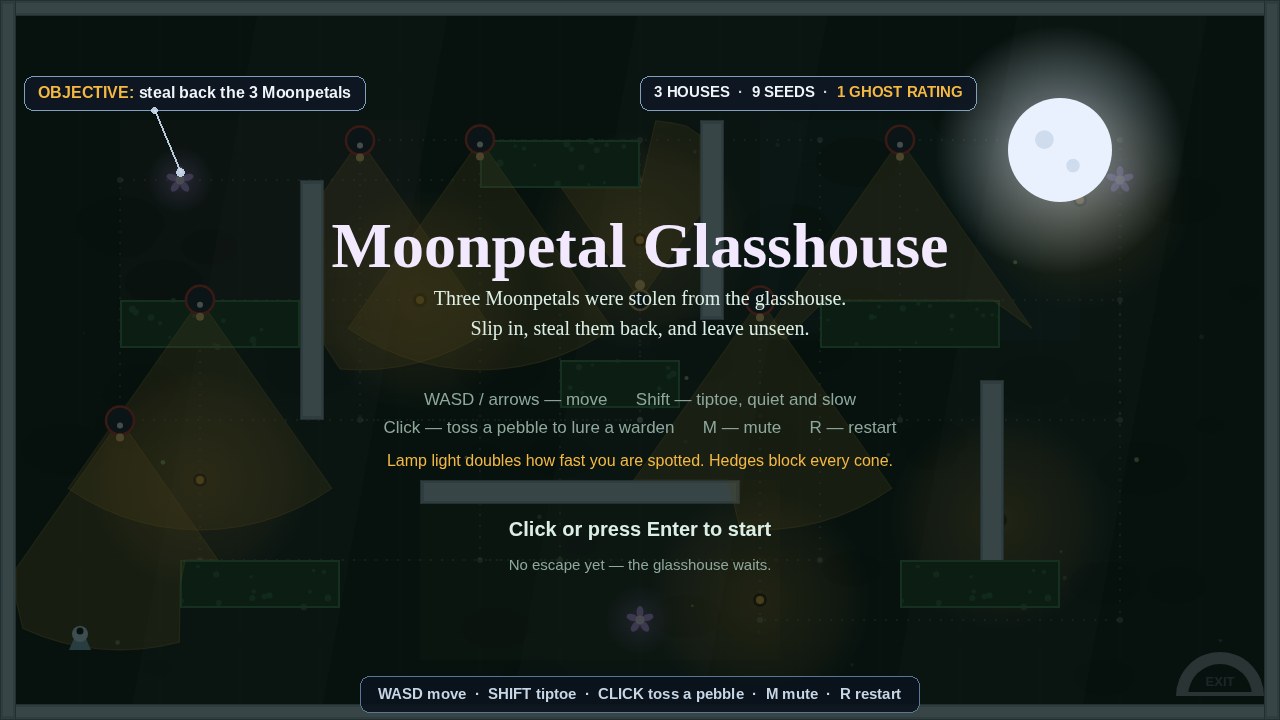 OBJECTIVE: steal back the 3 Moonpetals
3 HOUSES · 9 SEEDS · 1 GHOST RATING
Moonpetal Glasshouse
Three Moonpetals were stolen from the glasshouse.
Slip in, steal them back, and leave unseen.
WASD / arrows — move Shift — tiptoe, quiet and slow
Click — toss a pebble to lure a warden M — mute R — restart
Lamp light doubles how fast you are spotted. Hedges block every cone.
Click or press Enter to start
No escape yet — the glasshouse waits.
EXIT
WASD move · SHIFT tiptoe · CLICK toss a pebble · M mute · R restart